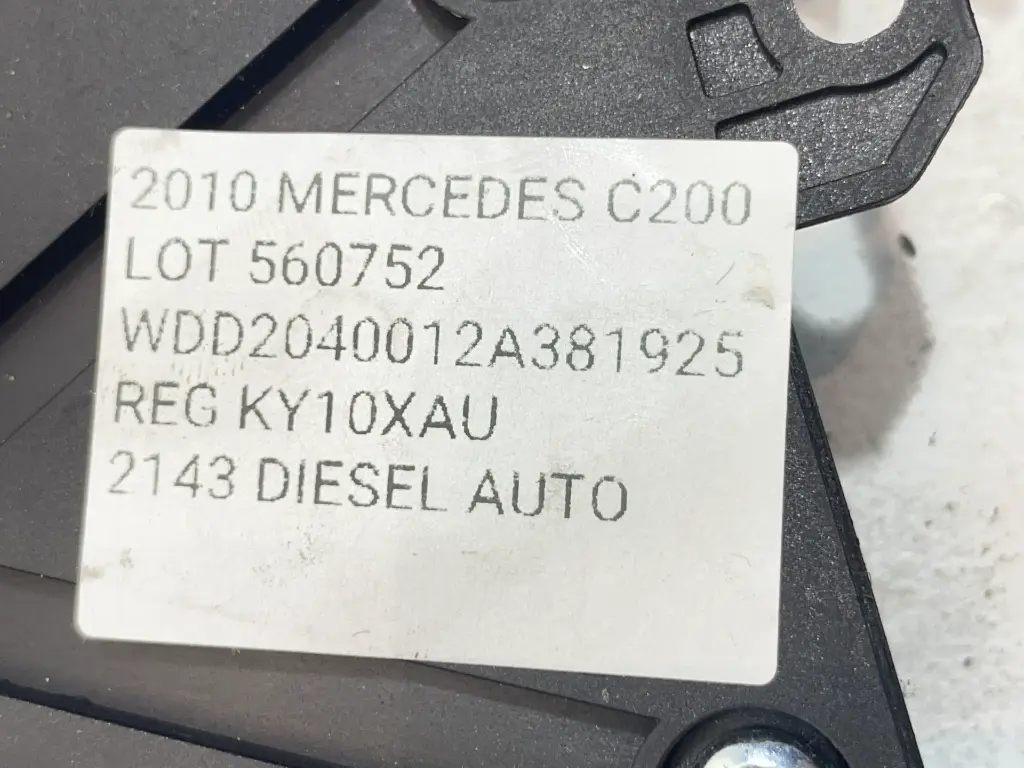 2010 MERCEDES C200
LOT 560752
WDD2040012A381925
REG KY10XAU
2143 DIESEL AUTO